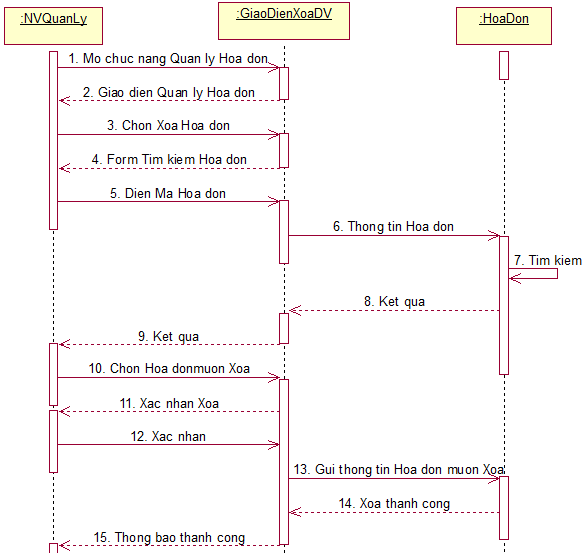 :NVQuanLy
:GiaoDienXoaDV
:HoaDon
1. Mo chuc nang Quan ly Hoa don
2. Giao dien Quan ly Hoa don
3. Chon Xoa Hoa don
4. Form Tim kiem Hoa don
5. Dien Ma Hoa don
6. Thong tin Hoa don
7. Tim kiem
8. Ket qua
9. Ket qua
10. Chon Hoa donmuon Xoa
11. Xac nhan Xoa
12. Xac nhan
13. Gui thong tin Hoa don muon Xoa
14. Xoa thanh cong
15. Thong bao thanh cong